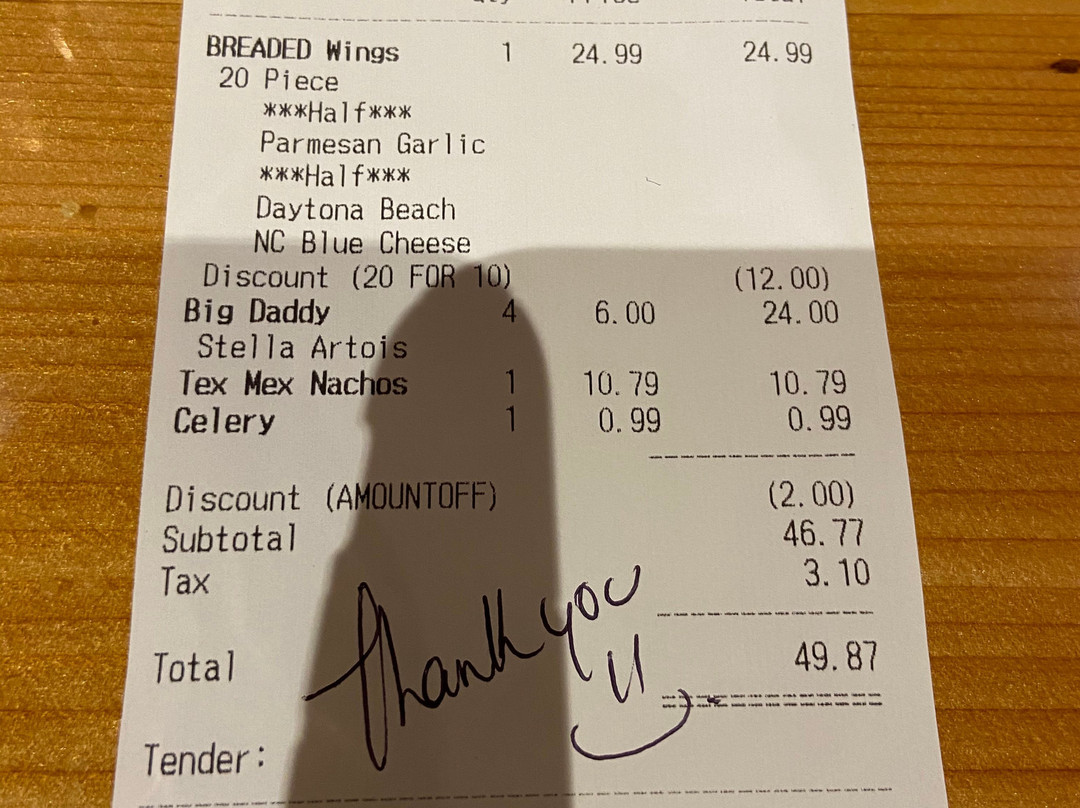 BREADED Wings 1 24.99 24.99
20 Piece
***Half***
Parmesan Garlic
***Half***
Daytona Beach
NC Blue Cheese
Discount (20 FOR 10) (12.00)
Big Daddy 4 6.00 24.00
Stella Artois
Tex Mex Nachos 1 10.79 10.79
Celery 1 0.99 0.99
Discount (AMOUNTOFF) (2.00)
Subtotal 46.77
Tax 3.10
Thank you
Total 49.87
Tender: